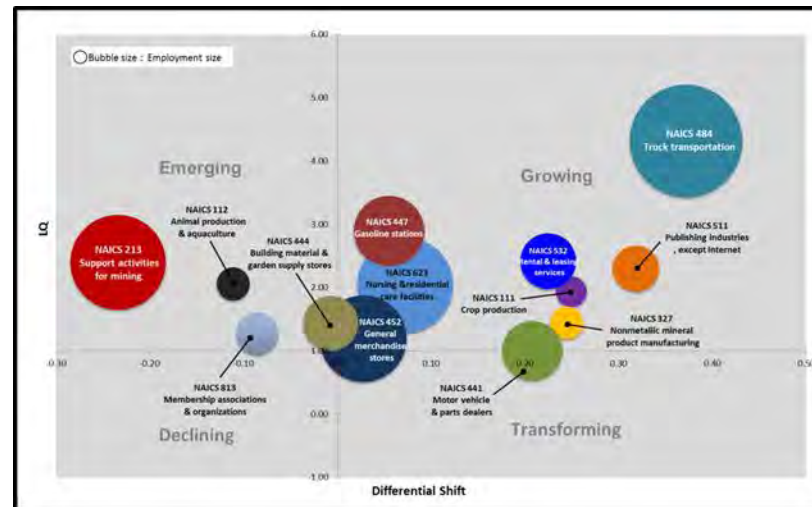 6.00
Bubble size : Employment size
5.00
4.00
3.00
2.00
1.00
0.00
-1.00
LQ
Emerging
Growing
Declining
Transforming
NAICS 484
Truck transportation
NAICS 447
Gasoline stations
NAICS 511
Publishing industries
, except internet
NAICS 112
Animal production
& aquaculture
NAICS 444
Building material &
garden supply stores
NAICS 213
Support activities
for mining
NAICS 532
Rental & leasing
services
NAICS 623
Nursing & residential
care facilities
NAICS 111
Crop production
NAICS 452
General
merchandise
stores
NAICS 327
Nonmetallic mineral
product manufacturing
NAICS 813
Membership associations
& organizations
NAICS 441
Motor vehicle
& parts dealers
-0.30
-0.20
-0.10
0.10
0.20
0.30
0.40
0.50
Differential Shift